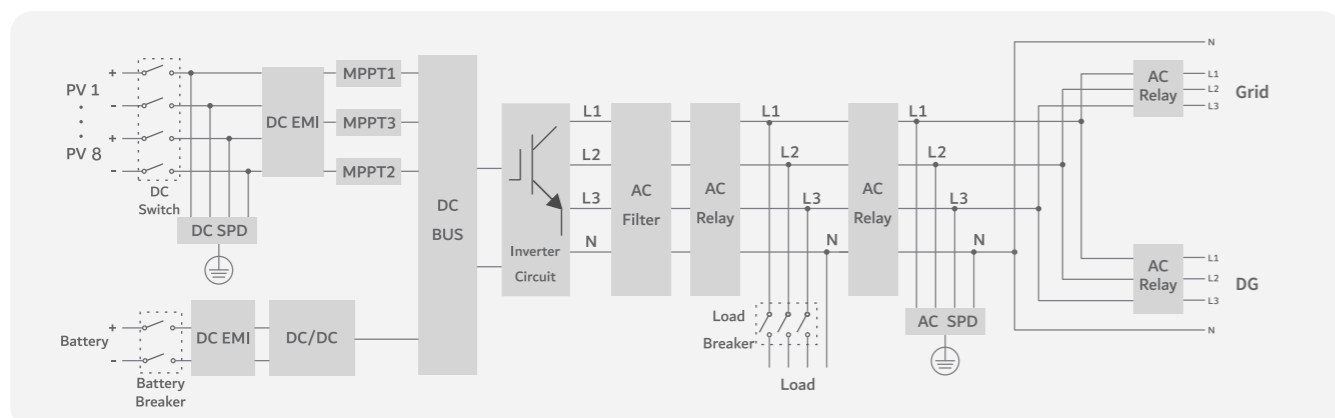 PV 1
PV 8
+
-
+
-
DC
Switch
DC SPD
DC EMI
MPPT1
MPPT3
MPPT2
DC
BUS
Battery
+
-
Battery
Breaker
DC EMI
DC/DC
Inverter
Circuit
L1
L2
L3
N
AC
Filter
AC
Relay
L1
L2
L3
N
Load
Breaker
Load
AC
Relay
L1
L2
L3
N
AC SPD
N
AC
Relay
L1
L2
L3
Grid
AC
Relay
L1
L2
L3
DG
N